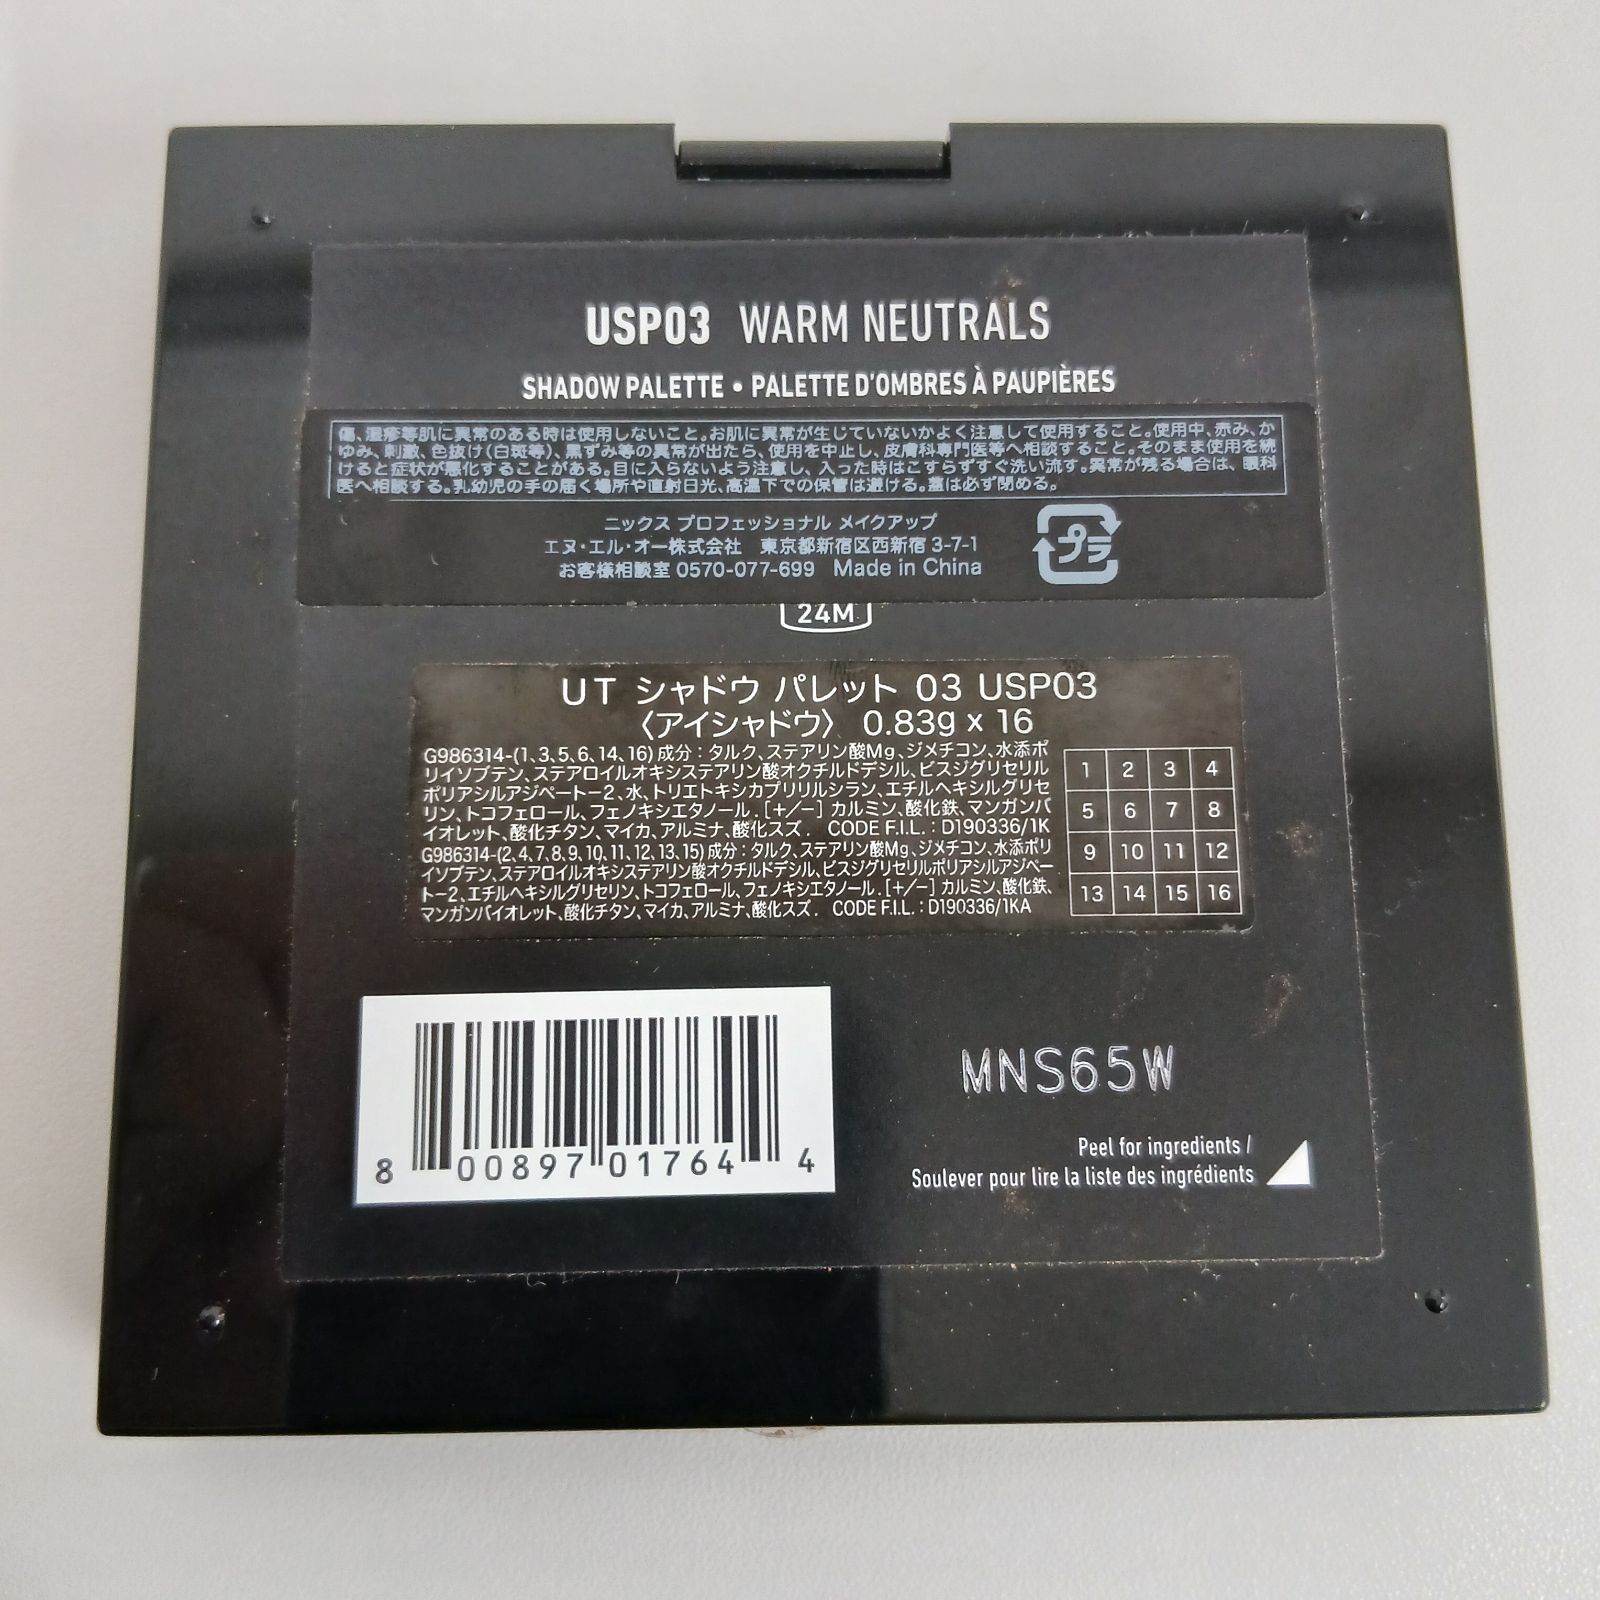 USP03 WARM NEUTRALS
SHADOW PALETTE • PALETTE D'OMBRES À PAUPIÈRES
傷、湿疹等肌に異常のある時は使用しないこと。お肌に異常が生じていないかよく注意して使用すること。使用中、赤み、か
ゆみ、刺激、色抜け(白斑等)、黒ずみ等の異常が出たら、使用を中止し、皮膚科専門医等へ相談すること。そのまま使用を続
けると症状が悪化することがある。目に入らないよう注意し、入った時はこすらずすぐ洗い流す。異常が残る場合は、眼科
医へ相談する。乳幼児の手の届く場所や直射日光、高温下での保管は避ける。蓋は必ず閉める。
ニックス プロフェッショナル メイクアップ
エヌ・エル・オー株式会社 東京都新宿区西新宿 3-7-1
お客様相談室 0570-077-699 Made in China
プラ
24M
UT シャドウ パレット 03 USP03
〈アイシャドウ〉 0.83g x 16
G986314-(1, 3, 5, 6, 14, 16) 成分：タルク、ステアリン酸Mg、ジメチコン、水添ポ
リイソブテン、ステアロイルオキシステアリン酸オクチルドデシル、ビスジグリセリル
ポリアシルアジペート-2、水、トリエトキシカプリリルシラン、エチルヘキシルグリセ
リン、トコフェロール、フェノキシエタノール. [+/-] カルミン、酸化鉄、マンガンバ
イオレット、酸化チタン、マイカ、アルミナ、酸化スズ. CODE F.I.L. : D190336/1K
G986314-(2, 4, 7, 8, 9, 10, 11, 12, 13, 15) 成分：タルク、ステアリン酸Mg、ジメチコン、水添ポリ
イソブテン、ステアロイルオキシステアリン酸オクチルドデシル、ビスジグリセリルポリアシルアジペー
ト-2、エチルヘキシルグリセリン、トコフェロール、フェノキシエタノール. [+/-] カルミン、酸化鉄、
マンガンバイオレット、酸化チタン、マイカ、アルミナ、酸化スズ. CODE F.I.L. : D190336/1KA
1 2 3 4
5 6 7 8
9 10 11 12
13 14 15 16
8 00897 01764 4
MNS65W
Peel for ingredients /
Soulever pour lire la liste des ingrédients